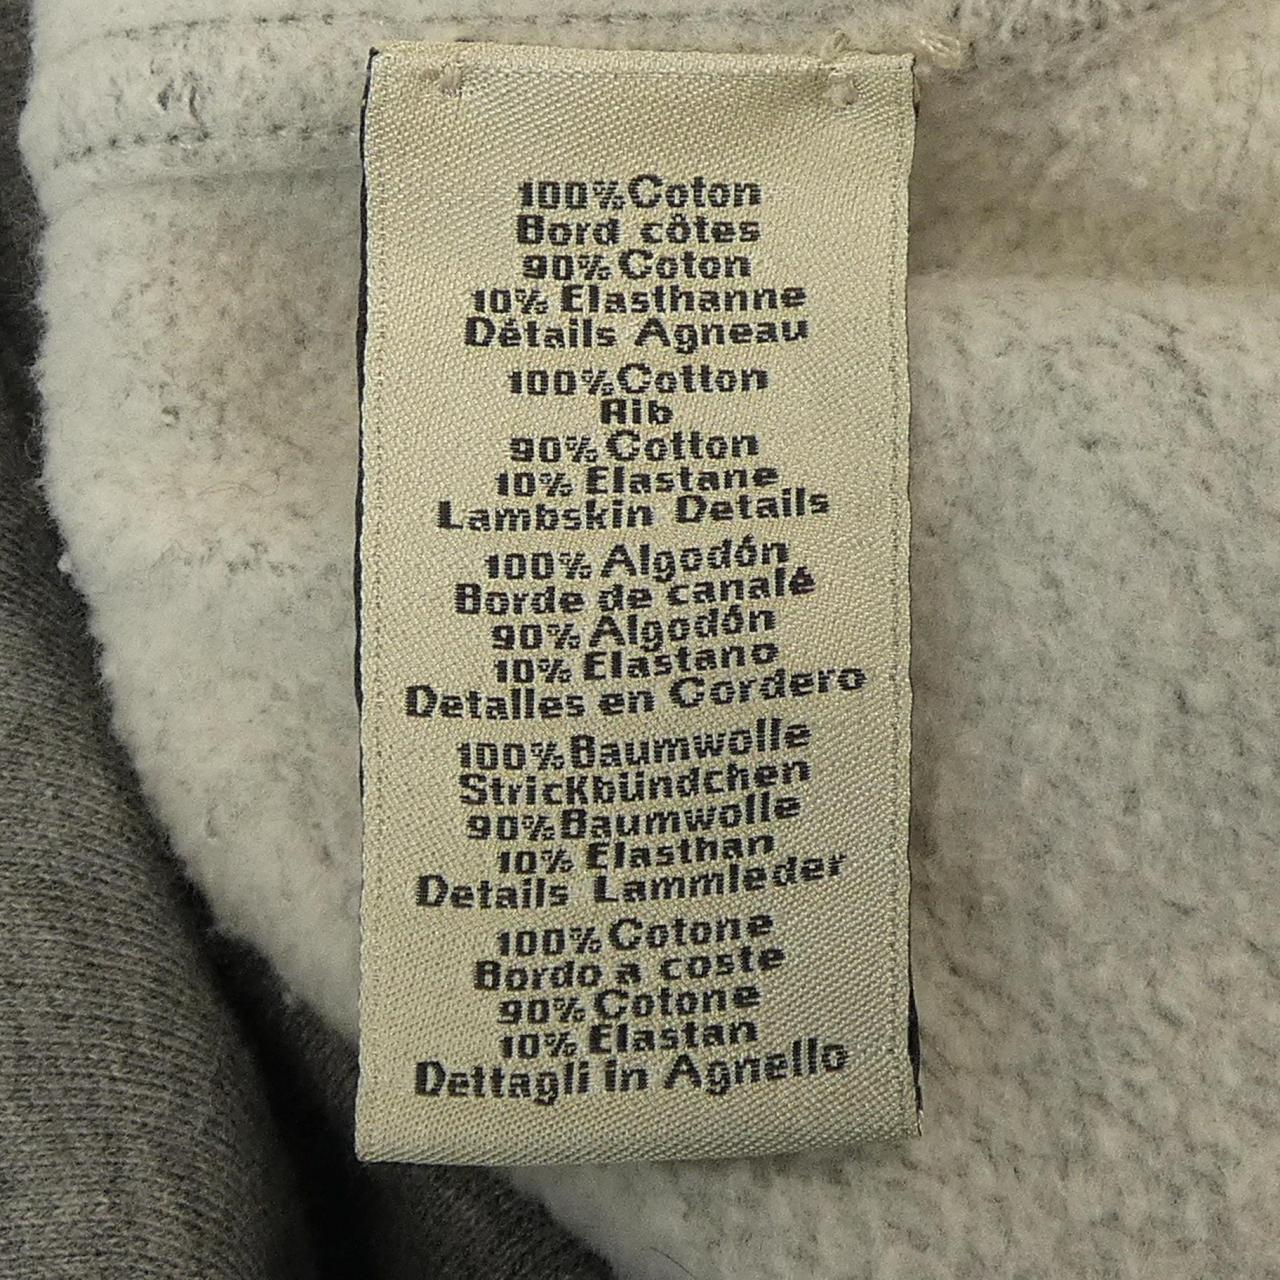 100% Coton
Bord côtes
90% Coton
10% Elasthanne
Détails Agneau
100% Cotton
Rib
90% Cotton
10% Elastane
Lambskin Details
100% Algodón
Borde de canalé
90% Algodón
10% Elastano
Detalles en Cordero
100% Baumwolle
Strickbündchen
90% Baumwolle
10% Elasthan
Details Lammleder
100% Cotone
Bordo a coste
90% Cotone
10% Elastan
Dettagli in Agnello